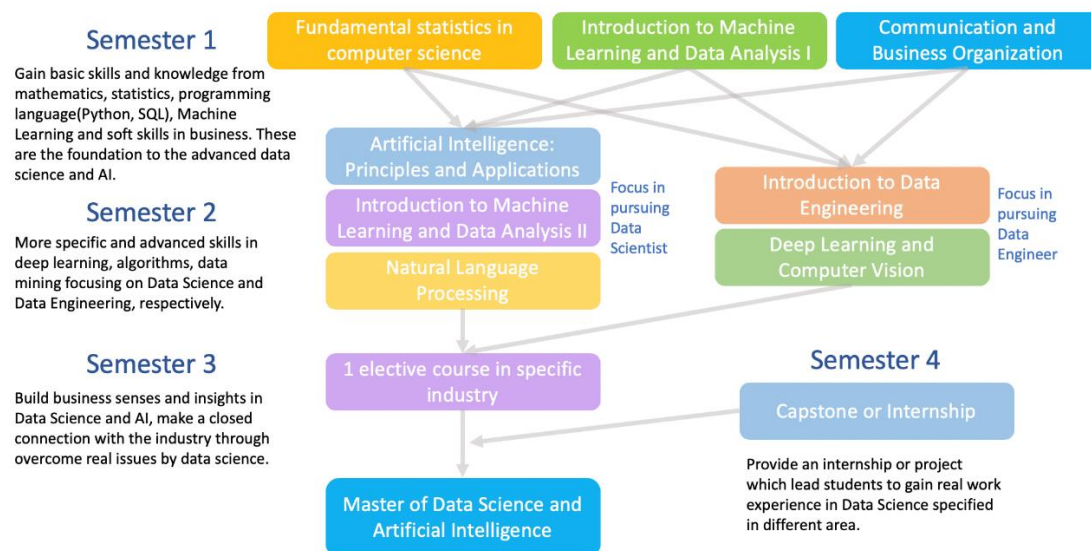 Semester 1
Gain basic skills and knowledge from
mathematics, statistics, programming
language(Python, SQL), Machine
Learning and soft skills in business. These
are the foundation to the advanced data
science and AI.
Fundamental statistics in
computer science
Introduction to Machine
Learning and Data Analysis I
Communication and
Business Organization
Semester 2
More specific and advanced skills in
deep learning, algorithms, data
mining focusing on Data Science and
Data Engineering, respectively.
Artificial Intelligence:
Principles and Applications
Introduction to Machine
Learning and Data Analysis II
Natural Language
Processing
Focus in
pursuing
Data
Scientist
Introduction to Data
Engineering
Deep Learning and
Computer Vision
Focus in
pursuing
Data
Engineer
Semester 3
Build business senses and insights in
Data Science and AI, make a closed
connection with the industry through
overcome real issues by data science.
1 elective course in specific
industry
Semester 4
Capstone or Internship
Provide an internship or project
which lead students to gain real work
experience in Data Science specified
in different area.
Master of Data Science and
Artificial Intelligence